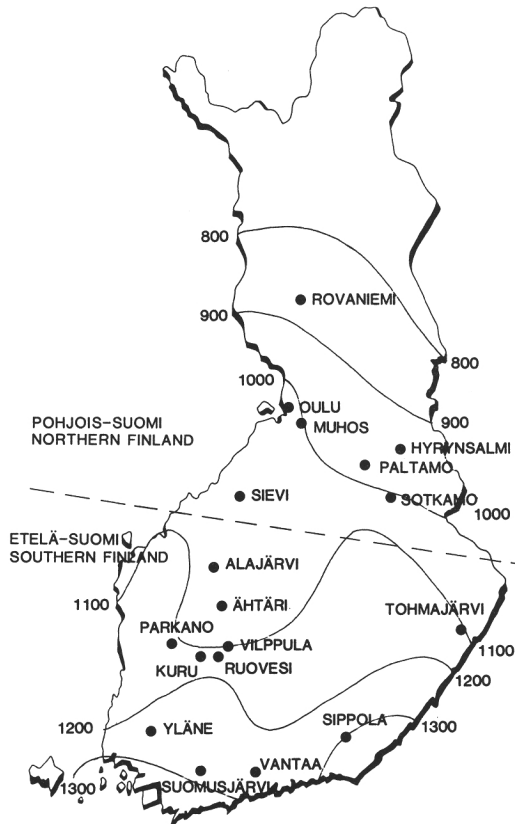 800
ROVANIEMI
900
800
1000
OULU
900
MUHOS
POHJOIS-SUOMI
NORTHERN FINLAND
HYRYNSALMI
PALTAMO
SIEVI
SOTKAMO
1000
ETELÄ-SUOMI
SOUTHERN FINLAND
ALAJÄRVI
1100
ÄHTÄRI
TOHMAJÄRVI
PARKANO
VILPPULA
1100
KURU
RUOVESI
1200
1200
YLÄNE
SIPPOLA
1300
VANTAA
1300
SUOMUSJÄRVI